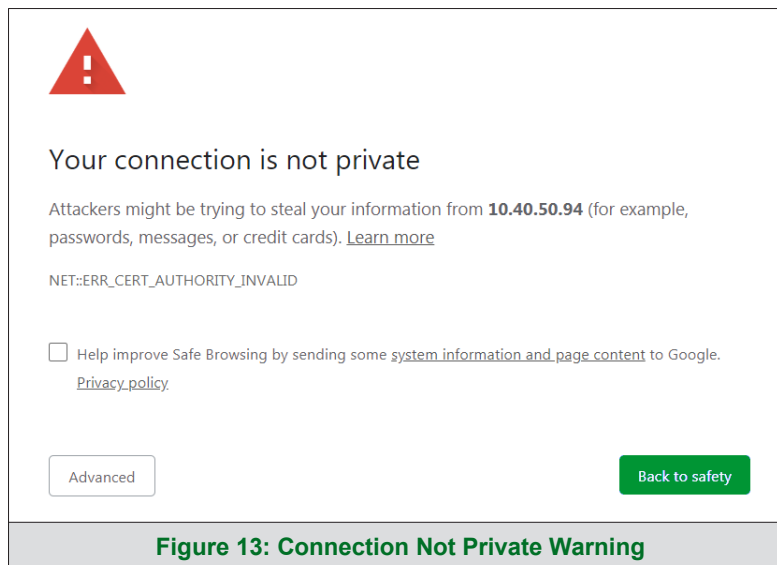 Your connection is not private
Attackers might be trying to steal your information from 10.40.50.94 (for example,
passwords, messages, or credit cards). Learn more
NET::ERR_CERT_AUTHORITY_INVALID
Help improve Safe Browsing by sending some system information and page content to Google.
Privacy policy
Advanced
Back to safety
Figure 13: Connection Not Private Warning